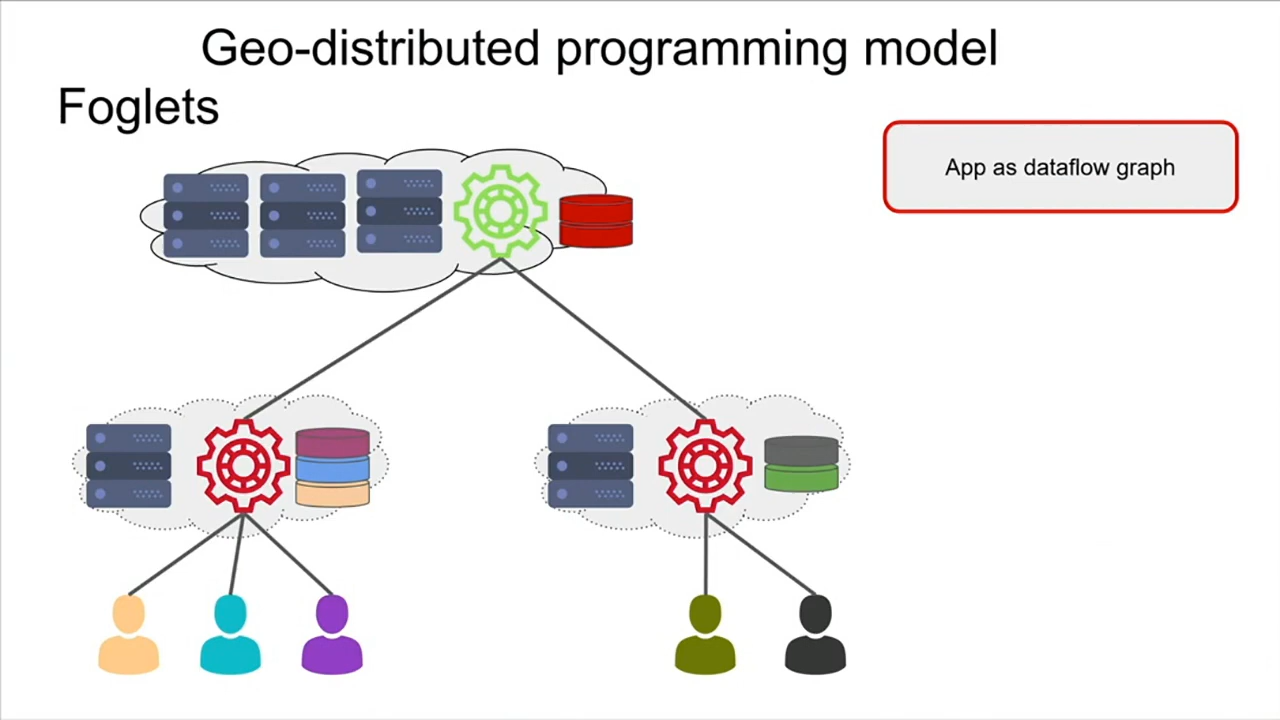 Geo-distributed programming model
Foglets
App as dataflow graph